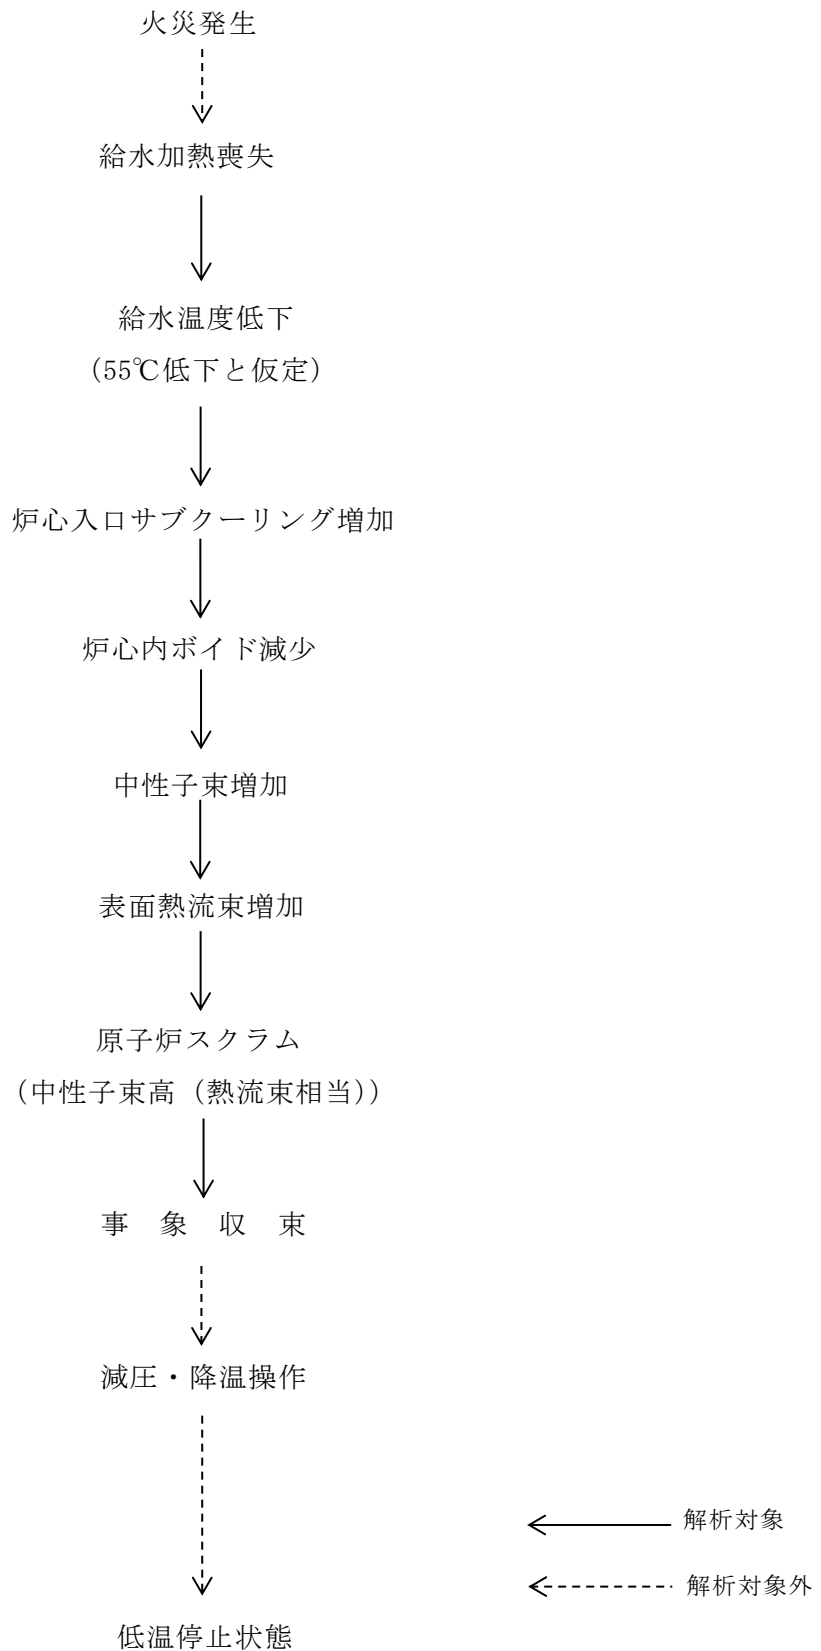 火災発生
給水加熱喪失
給水温度低下
（55℃低下と仮定）
炉心入口サブクーリング増加
炉心内ボイド減少
中性子束増加
表面熱流束増加
原子炉スクラム
（中性子束高（熱流束相当））
事　象　収　束
減圧・降温操作
解析対象
解析対象外
低温停止状態